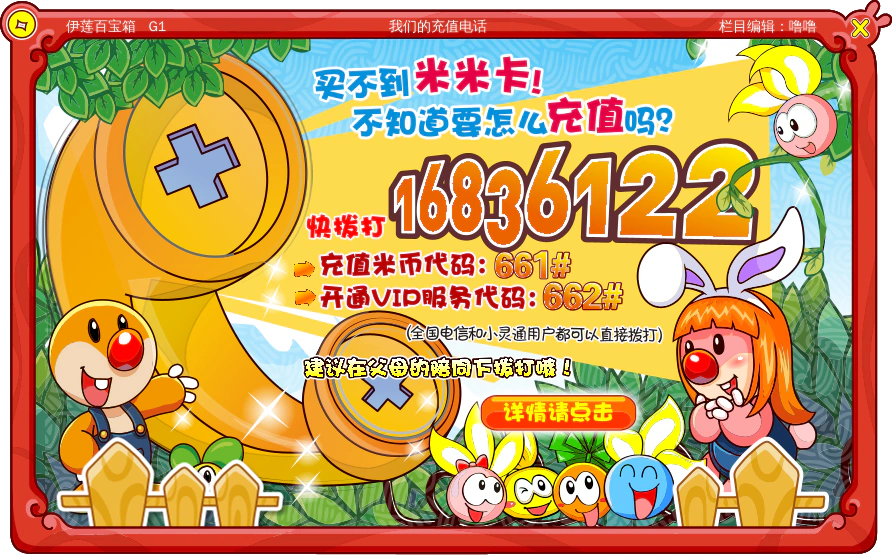 伊莲百宝箱 G1
我们的充值电话
栏目编辑：噜噜
买不到米米卡!
不知道要怎么充值吗?
快拨打 16836122
充值米币代码: 661#
开通VIP服务代码: 662#
(全国电信和小灵通用户都可以直接拨打)
建议在父母的陪同下拨打哦！
详情请点击